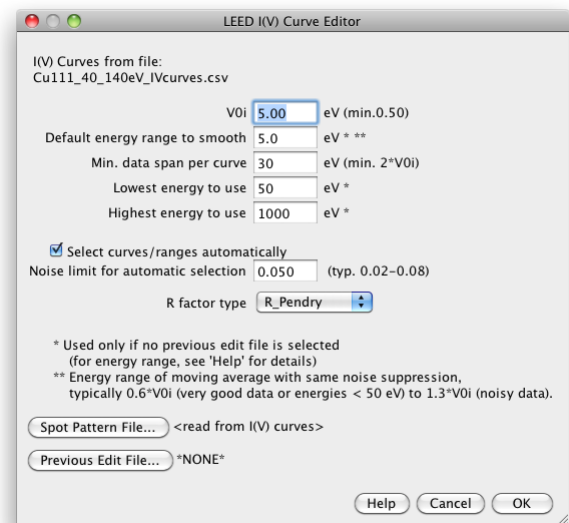 LEED I(V) Curve Editor
I(V) Curves from file:
Cu111_40_140eV_IVcurves.csv
V0i 5.00 eV (min.0.50)
Default energy range to smooth 5.0 eV * **
Min. data span per curve 30 eV (min. 2*V0i)
Lowest energy to use 50 eV *
Highest energy to use 1000 eV *
Select curves/ranges automatically
Noise limit for automatic selection 0.050 (typ. 0.02-0.08)
R factor type R_Pendry
* Used only if no previous edit file is selected
(for energy range, see 'Help' for details)
** Energy range of moving average with same noise suppression,
typically 0.6*V0i (very good data or energies < 50 eV) to 1.3*V0i (noisy data).
Spot Pattern File... <read from I(V) curves>
Previous Edit File... *NONE*
Help Cancel OK